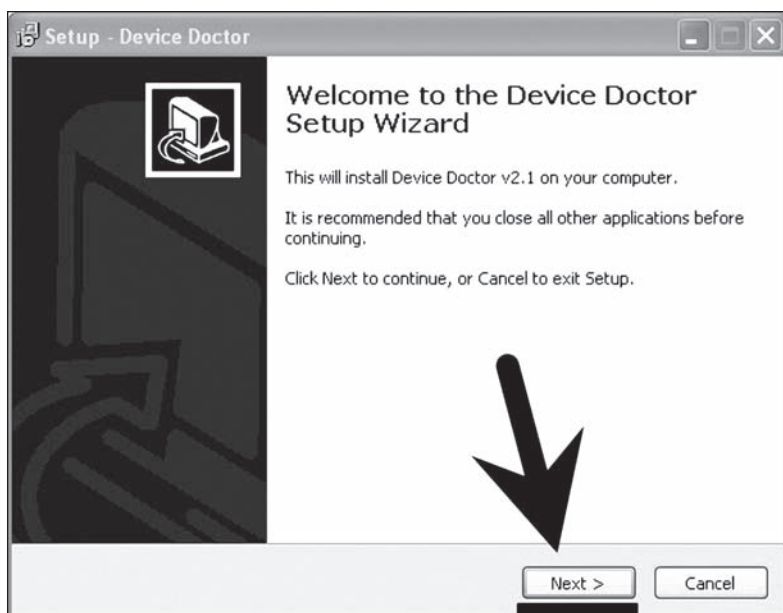 Setup - Device Doctor
Welcome to the Device Doctor
Setup Wizard
This will install Device Doctor v2.1 on your computer.
It is recommended that you close all other applications before
continuing.
Click Next to continue, or Cancel to exit Setup.
Next >
Cancel